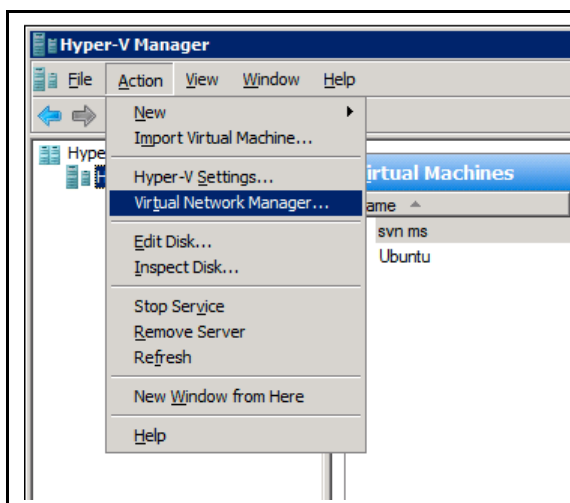 Hyper-V Manager
File Action View Window Help
New
Import Virtual Machine...
Hype
H
Hyper-V Settings...
irtual Machines
Virtual Network Manager...
ame
svn ms
Edit Disk...
Ubuntu
Inspect Disk...
Stop Service
Remove Server
Refresh
New Window from Here
Help